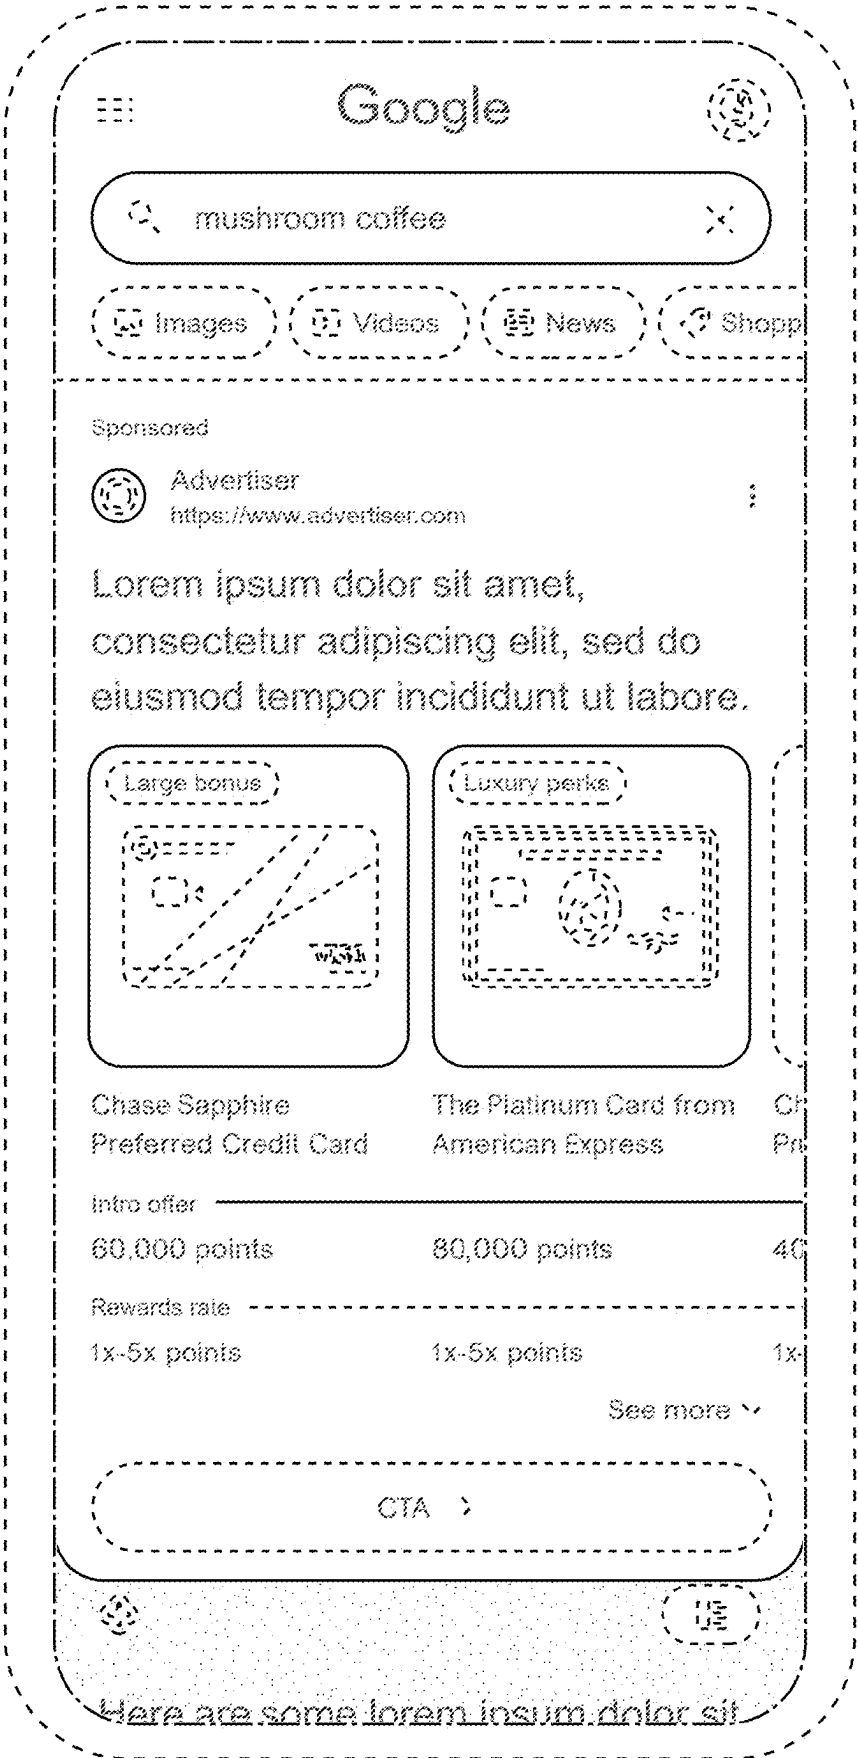 Google
mushroom coffee
Images Videos News Shopp
Sponsored
Advertiser
https://www.advertiser.com
Lorem ipsum dolor sit amet,
consectetur adipiscing elit, sed do
eiusmod tempor incididunt ut labore.
Large bonus Luxury perks
Chase Sapphire
Preferred Credit Card
The Platinum Card from
American Express
Intro offer
60,000 points 80,000 points 40
Rewards rate
1x-5x points 1x-5x points 1x-
See more
CTA
Here are some lorem ipsum dolor sit